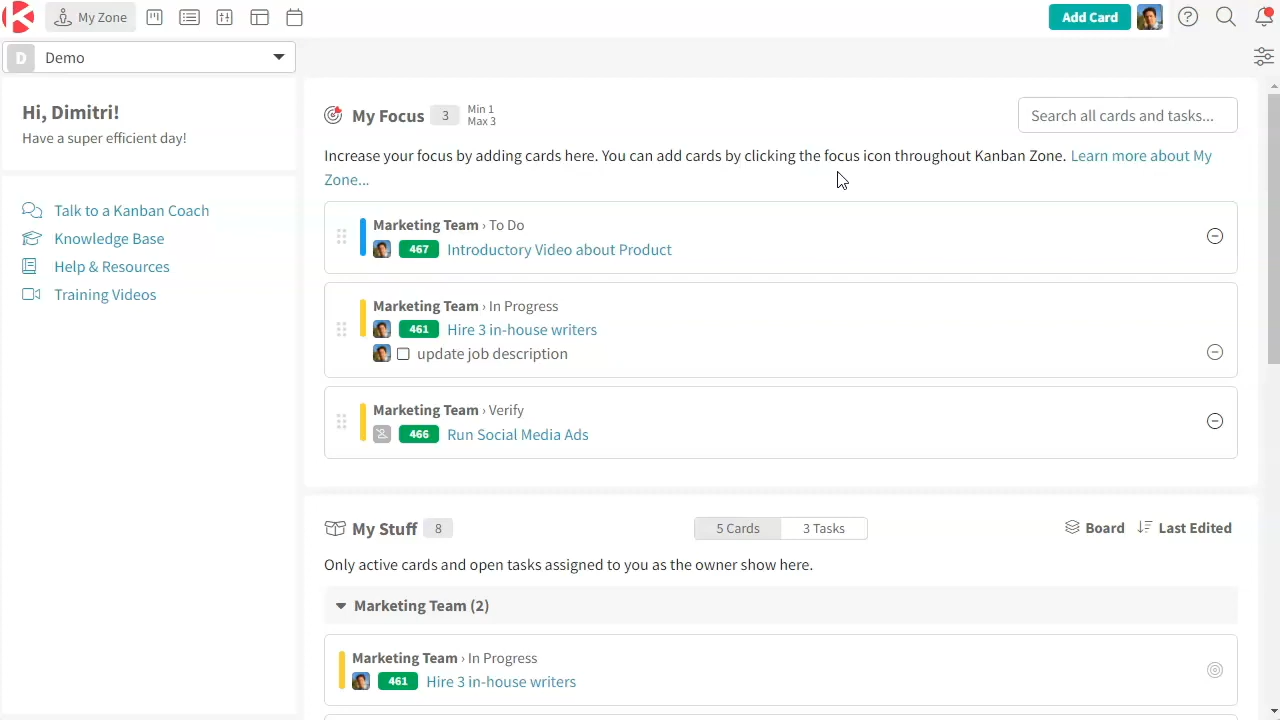 My Zone
Add Card
D Demo
Hi, Dimitri!
Have a super efficient day!
Talk to a Kanban Coach
Knowledge Base
Help & Resources
Training Videos
My Focus 3 Min 1
Max 3
Search all cards and tasks...
Increase your focus by adding cards here. You can add cards by clicking the focus icon throughout Kanban Zone. Learn more about My
Zone...
Marketing Team › To Do
467 Introductory Video about Product
Marketing Team › In Progress
461 Hire 3 in-house writers
update job description
Marketing Team › Verify
466 Run Social Media Ads
My Stuff 8
5 Cards 3 Tasks
Board Last Edited
Only active cards and open tasks assigned to you as the owner show here.
Marketing Team (2)
Marketing Team › In Progress
461 Hire 3 in-house writers